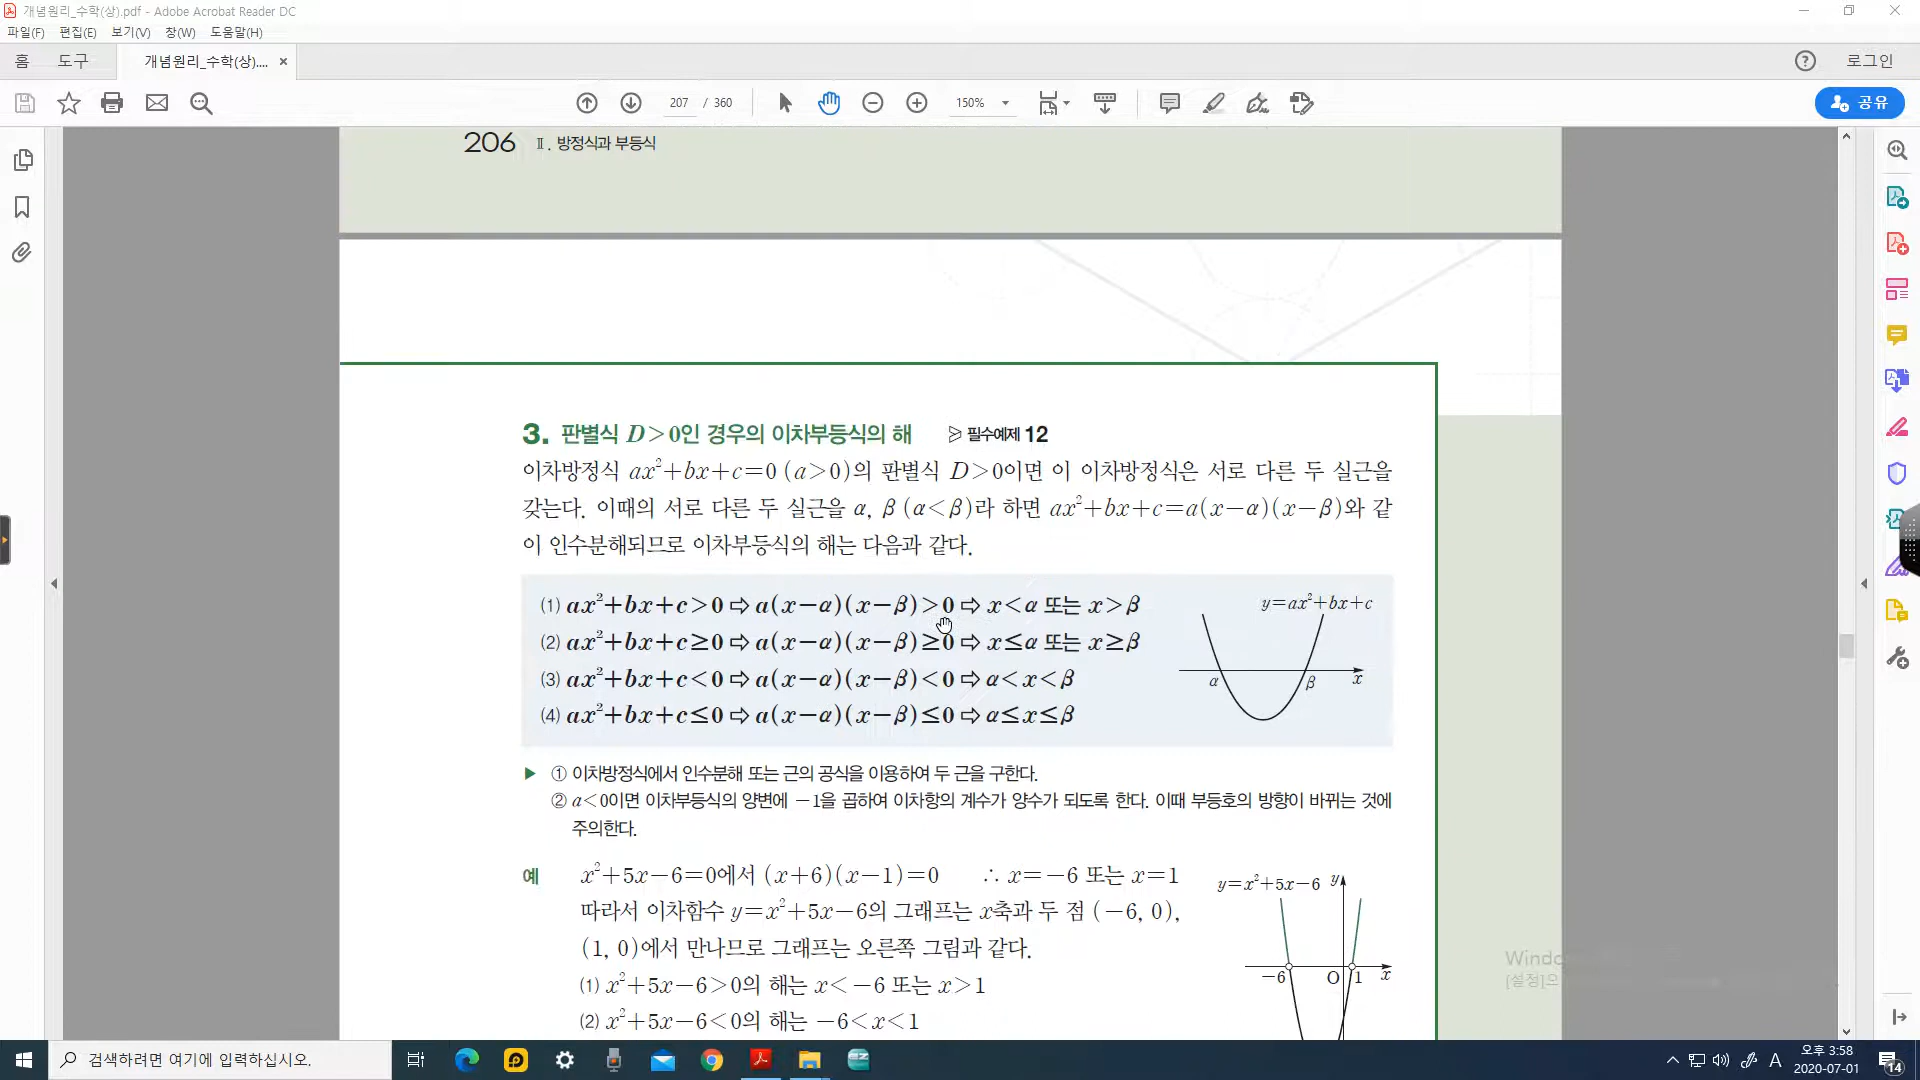 개념원리_수학(상).pdf - Adobe Acrobat Reader DC
파일(F) 편집(E) 보기(V) 창(W) 도움말(H)
홈 도구 개념원리_수학(상).... × 로그인
207 / 360 150% 공유
206 Ⅱ. 방정식과 부등식
3. 판별식 D>0인 경우의 이차부등식의 해 필수예제 12
이차방정식 ax²+bx+c=0 (a>0)의 판별식 D>0이면 이 이차방정식은 서로 다른 두 실근을
갖는다. 이때의 서로 다른 두 실근을 α, β (α<β)라 하면 ax²+bx+c=a(x-α)(x-β)와 같
이 인수분해되므로 이차부등식의 해는 다음과 같다.
(1) ax²+bx+c>0 ⇨ a(x-α)(x-β)>0 ⇨ x<α 또는 x>β
(2) ax²+bx+c≥0 ⇨ a(x-α)(x-β)≥0 ⇨ x≤α 또는 x≥β
(3) ax²+bx+c<0 ⇨ a(x-α)(x-β)<0 ⇨ α<x<β
(4) ax²+bx+c≤0 ⇨ a(x-α)(x-β)≤0 ⇨ α≤x≤β
y=ax²+bx+c
α β x
▶ ① 이차방정식에서 인수분해 또는 근의 공식을 이용하여 두 근을 구한다.
② a<0이면 이차부등식의 양변에 -1을 곱하여 이차항의 계수가 양수가 되도록 한다. 이때 부등호의 방향이 바뀌는 것에
주의한다.
예 x²+5x-6=0에서 (x+6)(x-1)=0 ∴ x=-6 또는 x=1
따라서 이차함수 y=x²+5x-6의 그래프는 x축과 두 점 (-6, 0),
(1, 0)에서 만나므로 그래프는 오른쪽 그림과 같다.
(1) x²+5x-6>0의 해는 x<-6 또는 x>1
(2) x²+5x-6<0의 해는 -6<x<1
y=x²+5x-6 y
-6 O 1 x
Windo
[설정]으
검색하려면 여기에 입력하십시오.
A 오후 3:58
2020-07-01
14